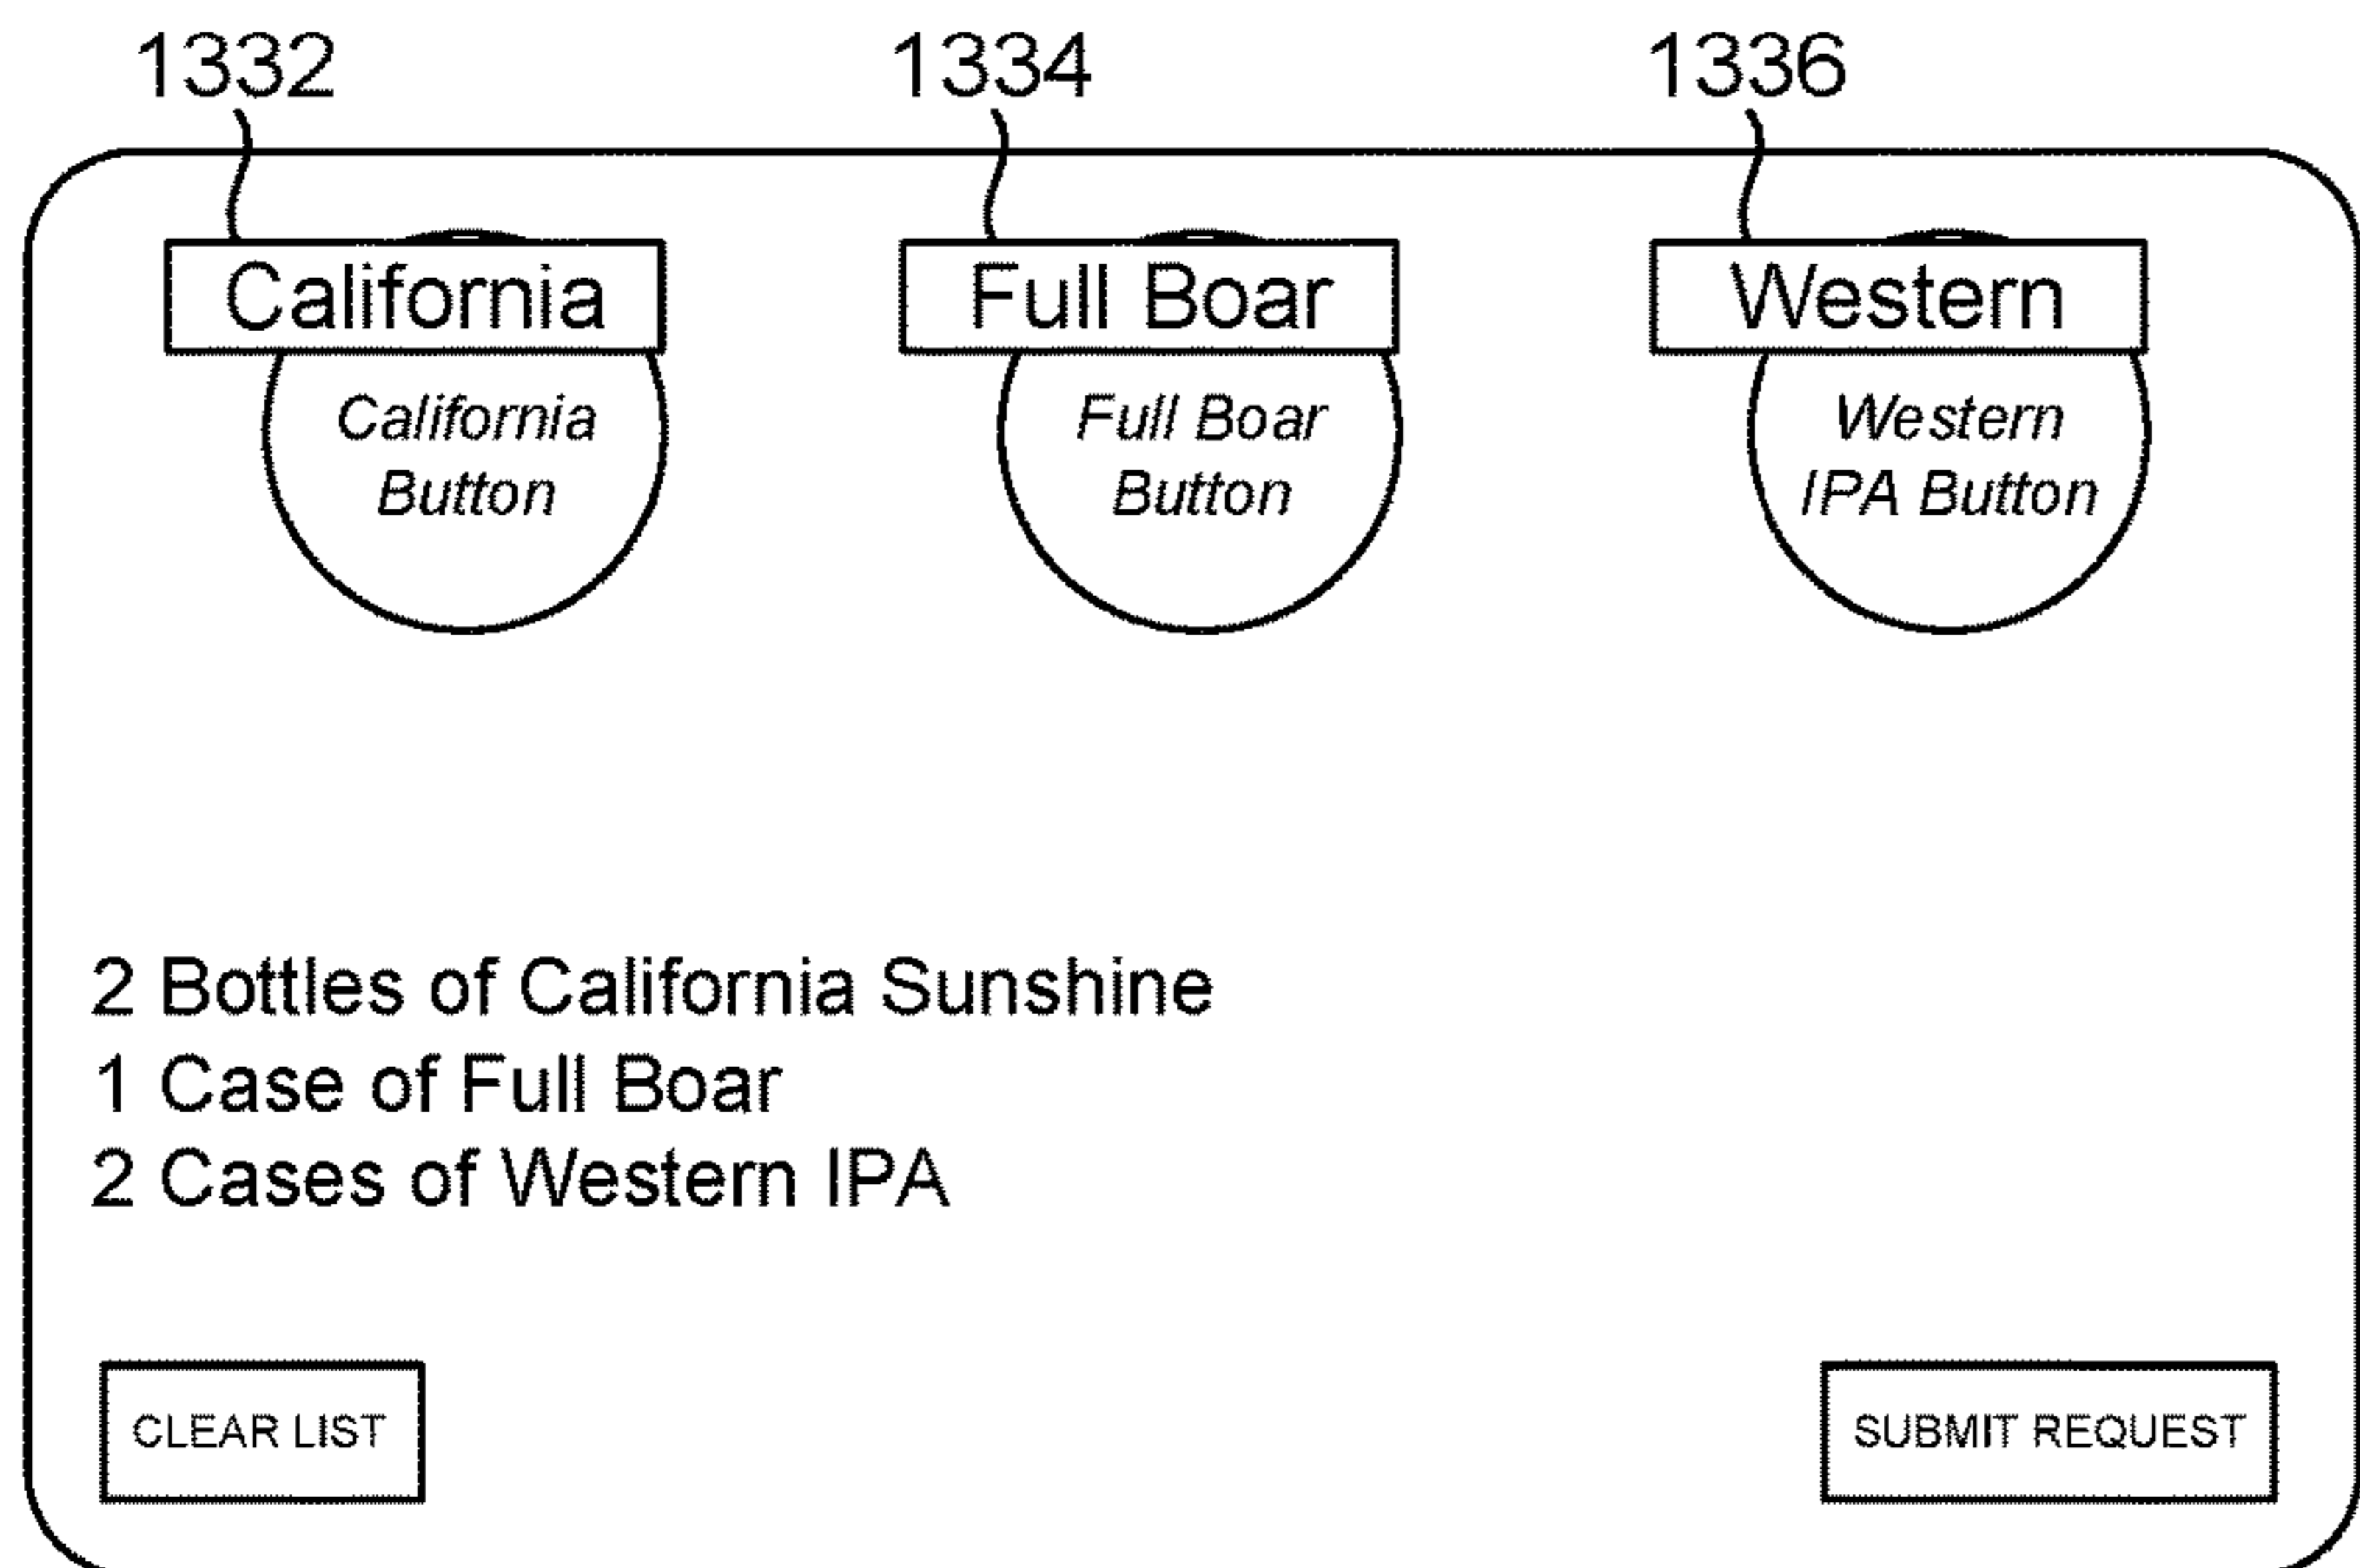 1332 1334 1336
California Full Boar Western
California Full Boar Western
Button Button IPA Button
2 Bottles of California Sunshine
1 Case of Full Boar
2 Cases of Western IPA
CLEAR LIST SUBMIT REQUEST